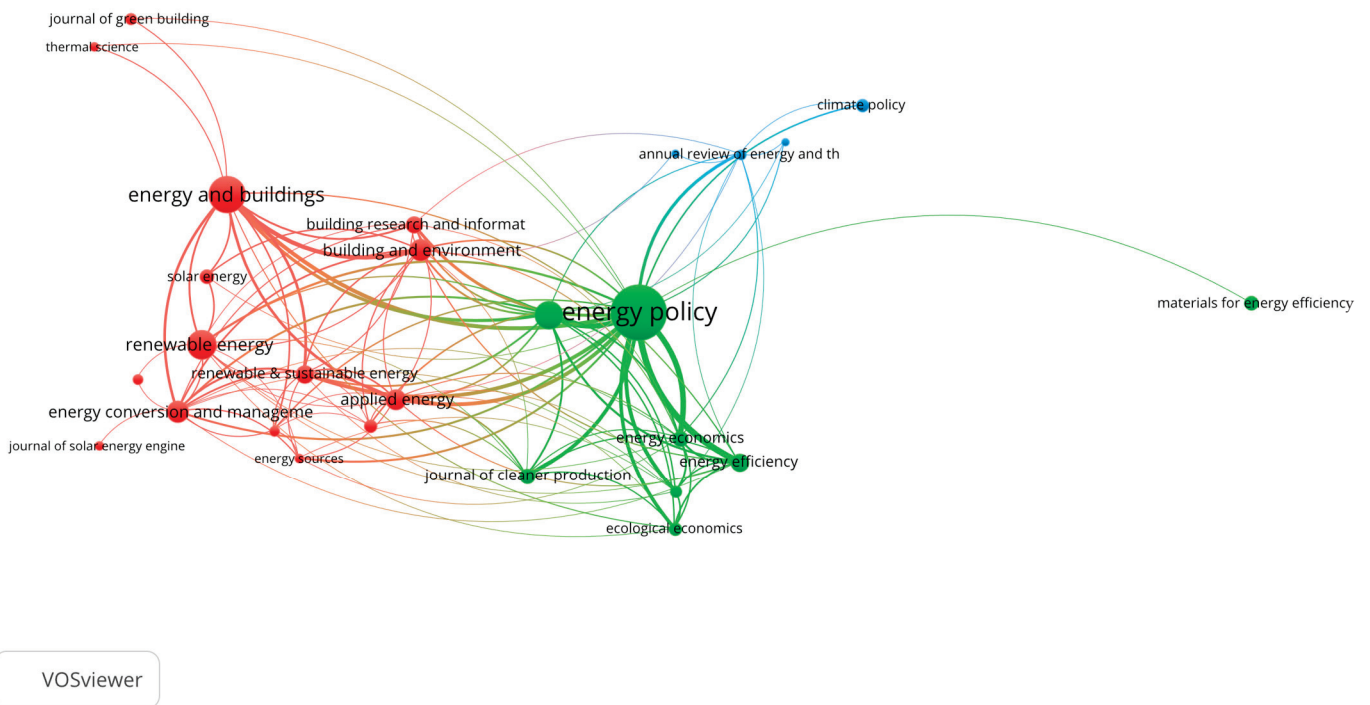 journal of green building
thermal science
climate policy
annual review of energy and th
energy and buildings
building research and informat
building and environment
solar energy
materials for energy efficiency
energy policy
renewable energy
renewable & sustainable energy
applied energy
energy conversion and manageme
energy economics
journal of solar energy engine
energy sources
energy efficiency
journal of cleaner production
ecological economics
VOSviewer